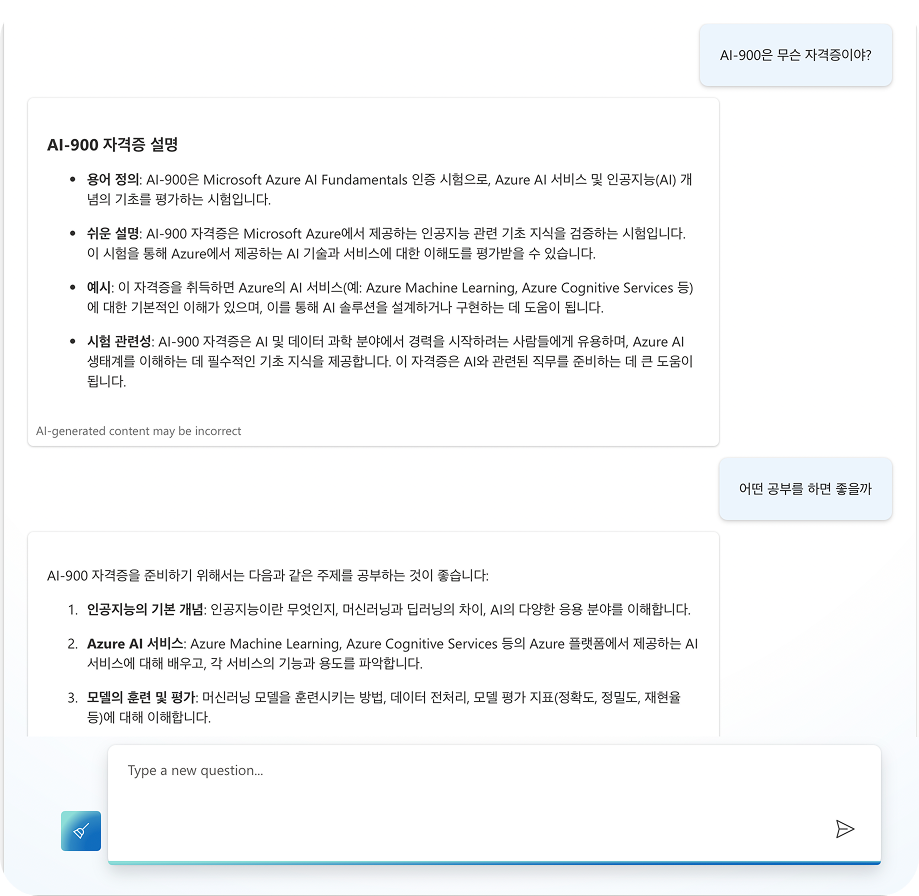 AI-900은 무슨 자격증이야?
AI-900 자격증 설명
• 용어 정의: AI-900은 Microsoft Azure AI Fundamentals 인증 시험으로, Azure AI 서비스 및 인공지능(AI) 개
념의 기초를 평가하는 시험입니다.
• 쉬운 설명: AI-900 자격증은 Microsoft Azure에서 제공하는 인공지능 관련 기초 지식을 검증하는 시험입니다.
이 시험을 통해 Azure에서 제공하는 AI 기술과 서비스에 대한 이해도를 평가받을 수 있습니다.
• 예시: 이 자격증을 취득하면 Azure의 AI 서비스(예: Azure Machine Learning, Azure Cognitive Services 등)
에 대한 기본적인 이해가 있으며, 이를 통해 AI 솔루션을 설계하거나 구현하는 데 도움이 됩니다.
• 시험 관련성: AI-900 자격증은 AI 및 데이터 과학 분야에서 경력을 시작하려는 사람들에게 유용하며, Azure AI
생태계를 이해하는 데 필수적인 기초 지식을 제공합니다. 이 자격증은 AI와 관련된 직무를 준비하는 데 큰 도움이
됩니다.
AI-generated content may be incorrect
어떤 공부를 하면 좋을까
AI-900 자격증을 준비하기 위해서는 다음과 같은 주제를 공부하는 것이 좋습니다:
1. 인공지능의 기본 개념: 인공지능이란 무엇인지, 머신러닝과 딥러닝의 차이, AI의 다양한 응용 분야를 이해합니다.
2. Azure AI 서비스: Azure Machine Learning, Azure Cognitive Services 등의 Azure 플랫폼에서 제공하는 AI
서비스에 대해 배우고, 각 서비스의 기능과 용도를 파악합니다.
3. 모델의 훈련 및 평가: 머신러닝 모델을 훈련시키는 방법, 데이터 전처리, 모델 평가 지표(정확도, 정밀도, 재현율
등)에 대해 이해합니다.
Type a new question...